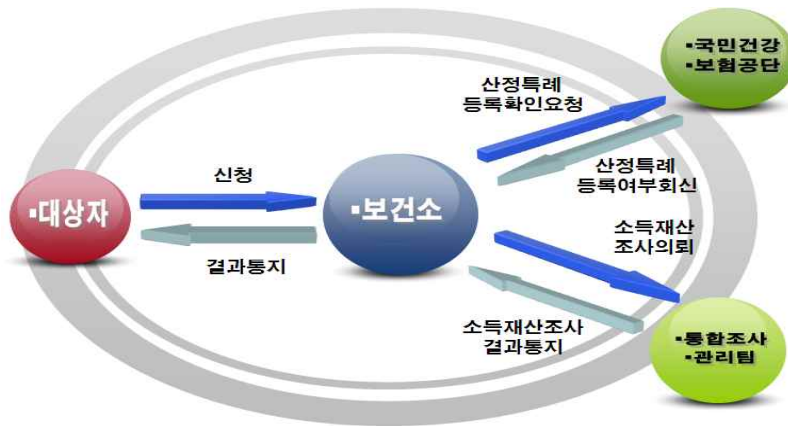 ▪국민건강
▪보험공단
산정특례
등록확인요청
신청
산정특례
등록여부회신
▪대상자
▪보건소
소득재산
조사의뢰
결과통지
소득재산조사
결과통지
▪통합조사
▪관리팀